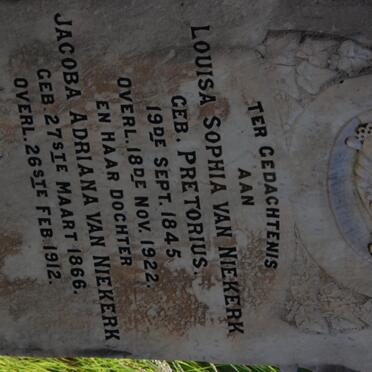 TER GEDACHTENIS
AAN
LOUISA SOPHIA VAN NIEKERK
GEB. PRETORIUS.
19DE SEPT. 1845
OVERL. 18DE NOV. 1922.
EN HAAR DOCHTER
JACOBA ADRIANA VAN NIEKERK
GEB. 27STE MAART 1866.
OVERL. 26STE FEB. 1912.